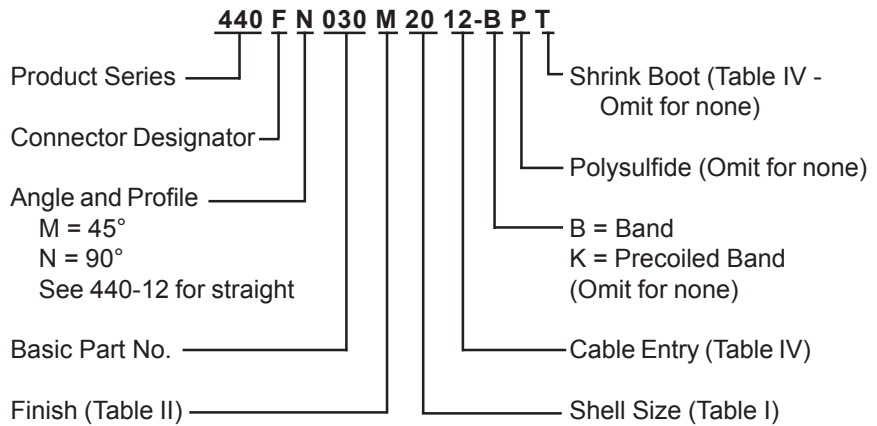 440 F N 030 M 20 12-B P T
Product Series
Connector Designator
Angle and Profile
M = 45°
N = 90°
See 440-12 for straight
Basic Part No.
Finish (Table II)
Shrink Boot (Table IV -
Omit for none)
Polysulfide (Omit for none)
B = Band
K = Precoiled Band
(Omit for none)
Cable Entry (Table IV)
Shell Size (Table I)